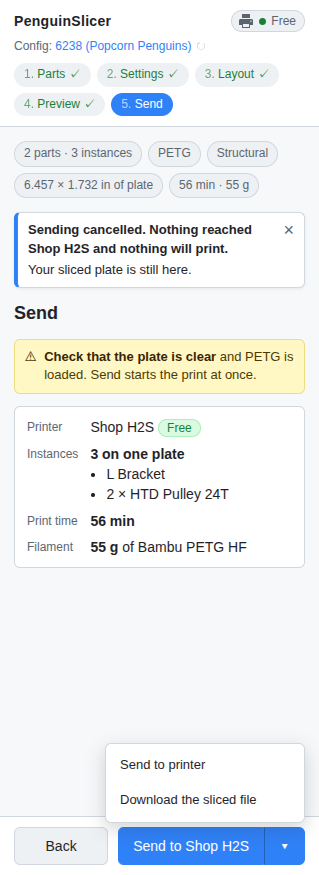 PenguinSlicer
Free
Config: 6238 (Popcorn Penguins)
1. Parts ✓
2. Settings ✓
3. Layout ✓
4. Preview ✓
5. Send
2 parts · 3 instances
PETG
Structural
6.457 × 1.732 in of plate
56 min · 55 g
Sending cancelled. Nothing reached
Shop H2S and nothing will print.
×
Your sliced plate is still here.
Send
⚠ Check that the plate is clear and PETG is
loaded. Send starts the print at once.
Printer Shop H2S Free
Instances 3 on one plate
• L Bracket
• 2 × HTD Pulley 24T
Print time 56 min
Filament 55 g of Bambu PETG HF
Send to printer
Download the sliced file
Back
Send to Shop H2S
▼